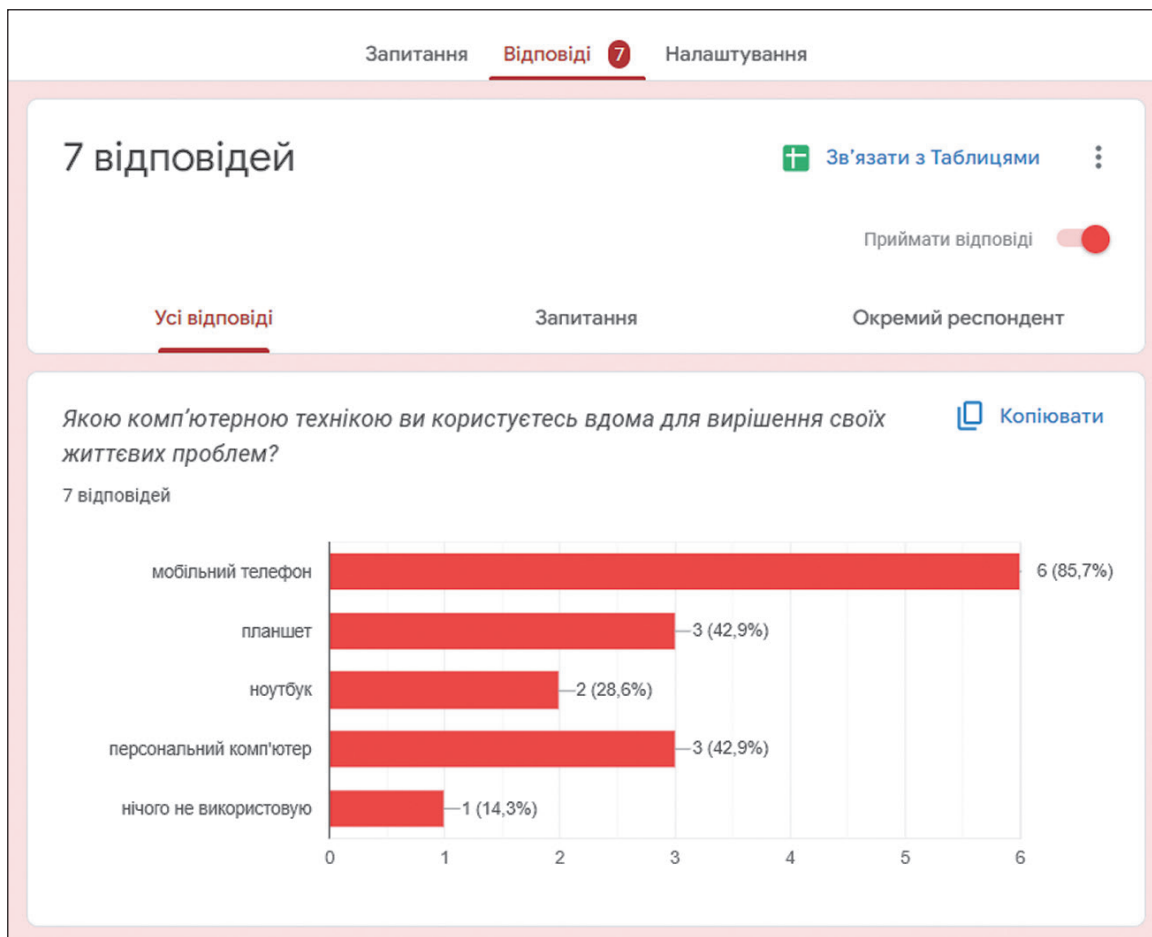 Запитання Відповіді 7 Налаштування
7 відповідей
Зв’язати з Таблицями
Приймати відповіді
Усі відповіді Запитання Окремий респондент
Якою комп’ютерною технікою ви користуєтесь вдома для вирішення своїх
життєвих проблем?
Копіювати
7 відповідей
мобільний телефон 6 (85,7%)
планшет 3 (42,9%)
ноутбук 2 (28,6%)
персональний комп'ютер 3 (42,9%)
нічого не використовую 1 (14,3%)
0 1 2 3 4 5 6